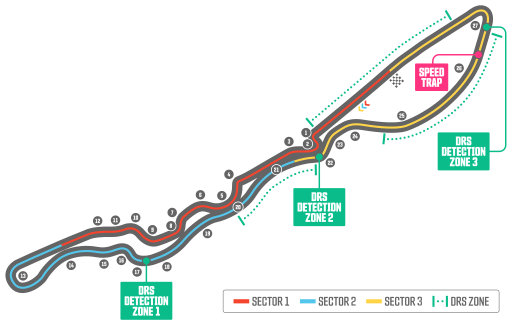 27
SPEED
TRAP
26
25
DRS
DETECTION
ZONE 3
1
2
3
24
23
22
21
4
DRS
DETECTION
ZONE 2
5
6
7
8
9
10
11
12
20
19
18
17
16
15
14
13
DRS
DETECTION
ZONE 1
SECTOR 1
SECTOR 2
SECTOR 3
DRS ZONE